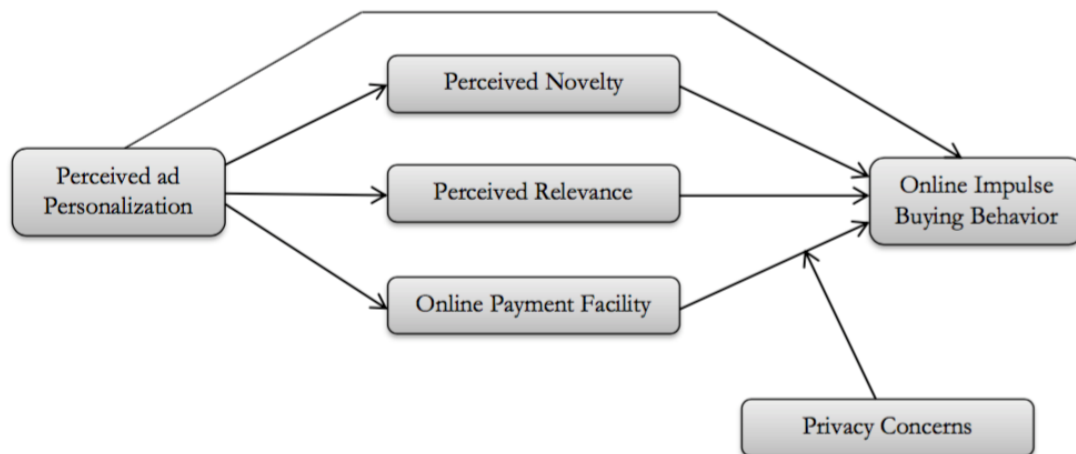 Perceived Novelty
Perceived ad
Personalization
Perceived Relevance
Online Impulse
Buying Behavior
Online Payment Facility
Privacy Concerns